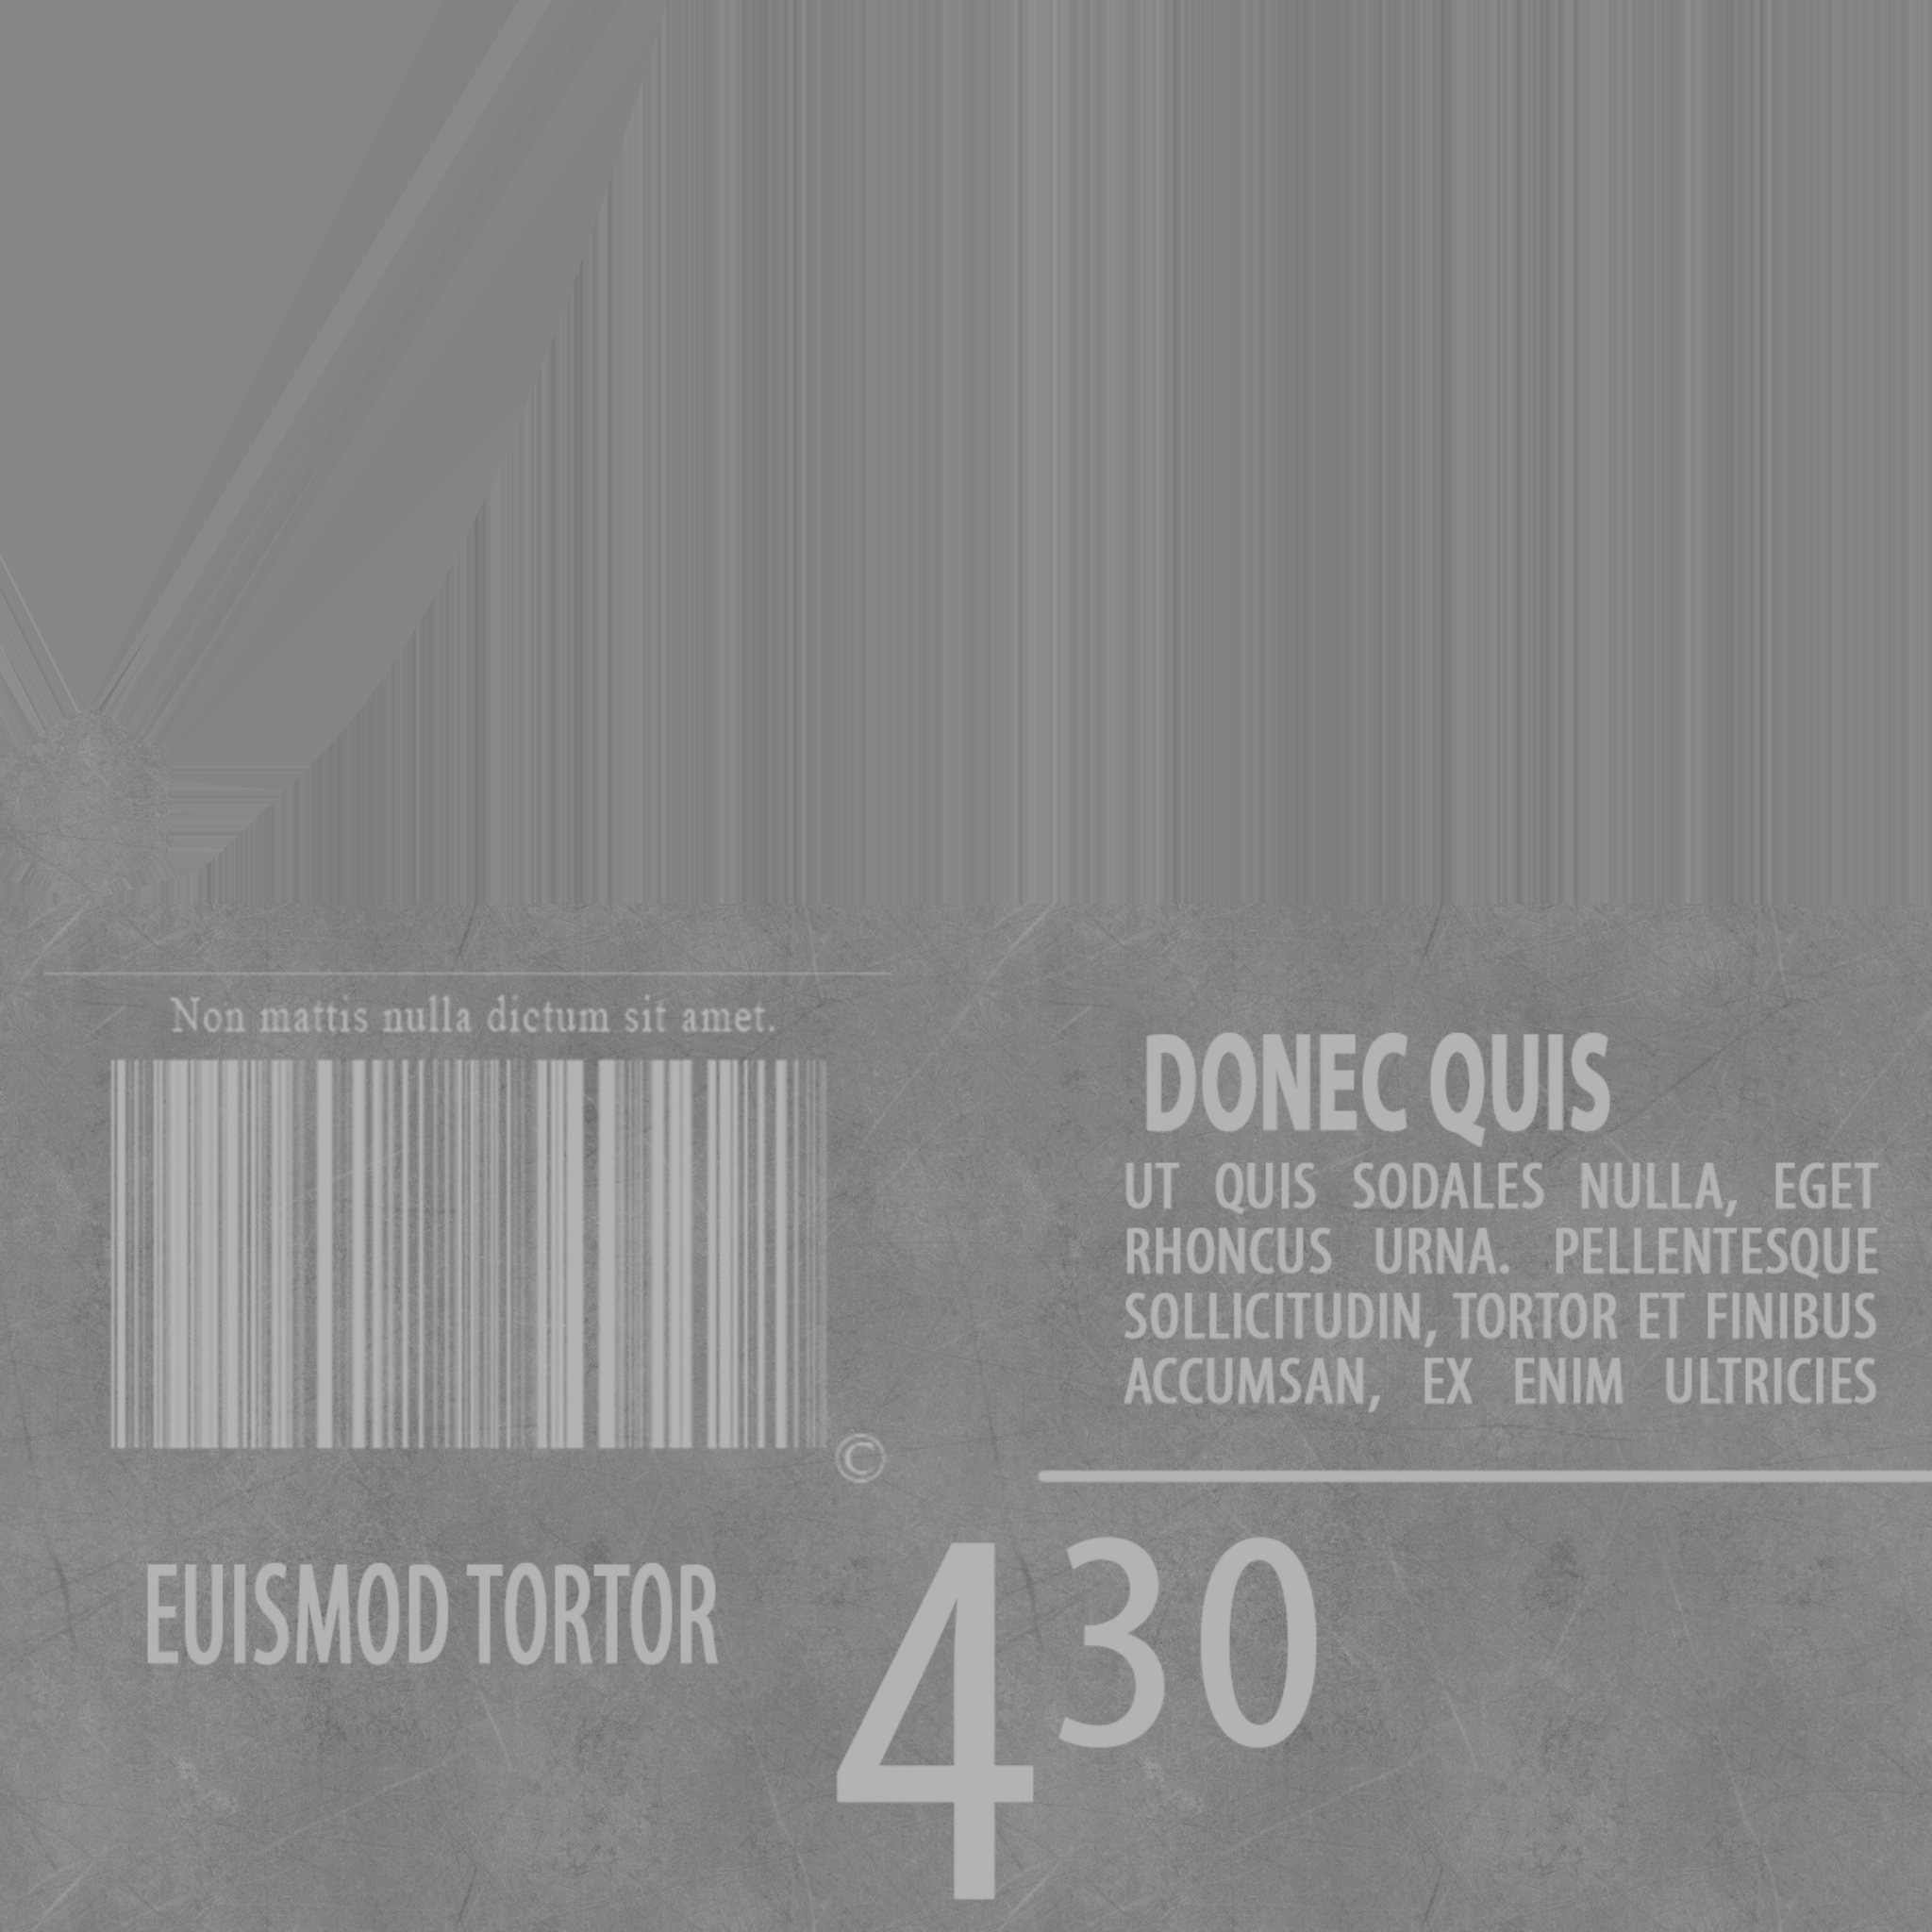 Non mattis nulla dictum sit amet.
©
DONEC QUIS
UT QUIS SODALES NULLA, EGET
RHONCUS URNA. PELLENTESQUE
SOLLICITUDIN, TORTOR ET FINIBUS
ACCUMSAN, EX ENIM ULTRICIES
EUISMOD TORTOR
430